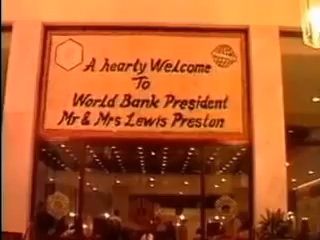 A hearty Welcome
To
World Bank President
Mr & Mrs Lewis Preston